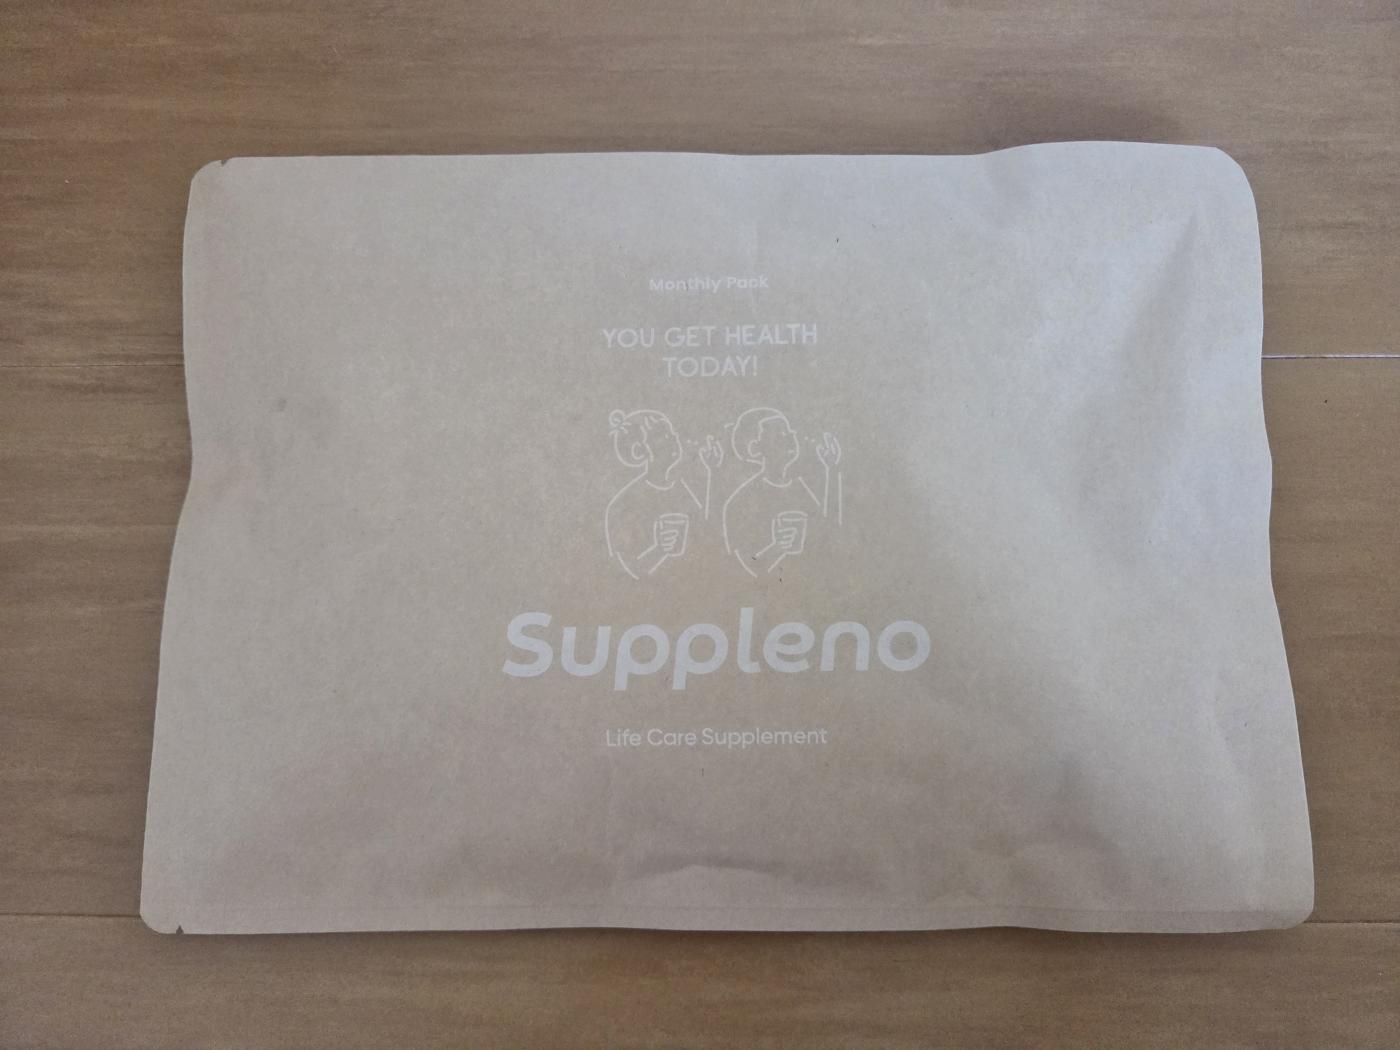 Monthly Pack
YOU GET HEALTH
TODAY!
Suppleno
Life Care Supplement